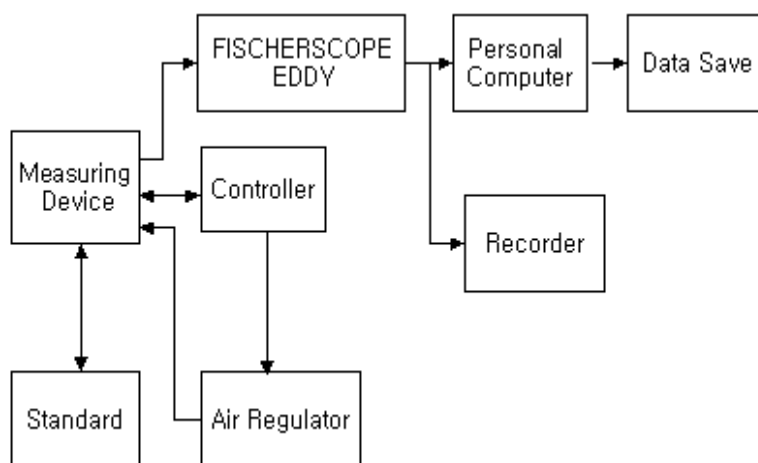 FISCHERSCOPE
EDDY
Personal
Computer
Data Save
Measuring
Device
Controller
Recorder
Standard
Air Regulator